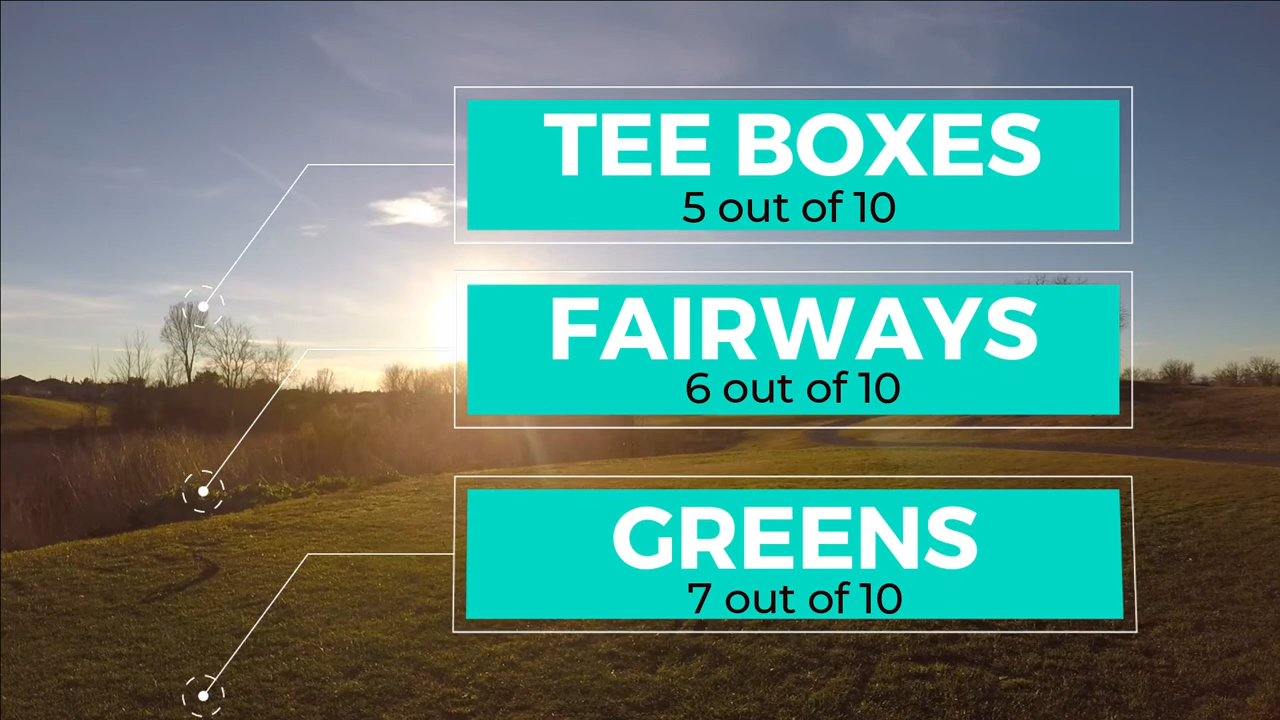 TEE BOXES
5 out of 10
FAIRWAYS
6 out of 10
GREENS
7 out of 10